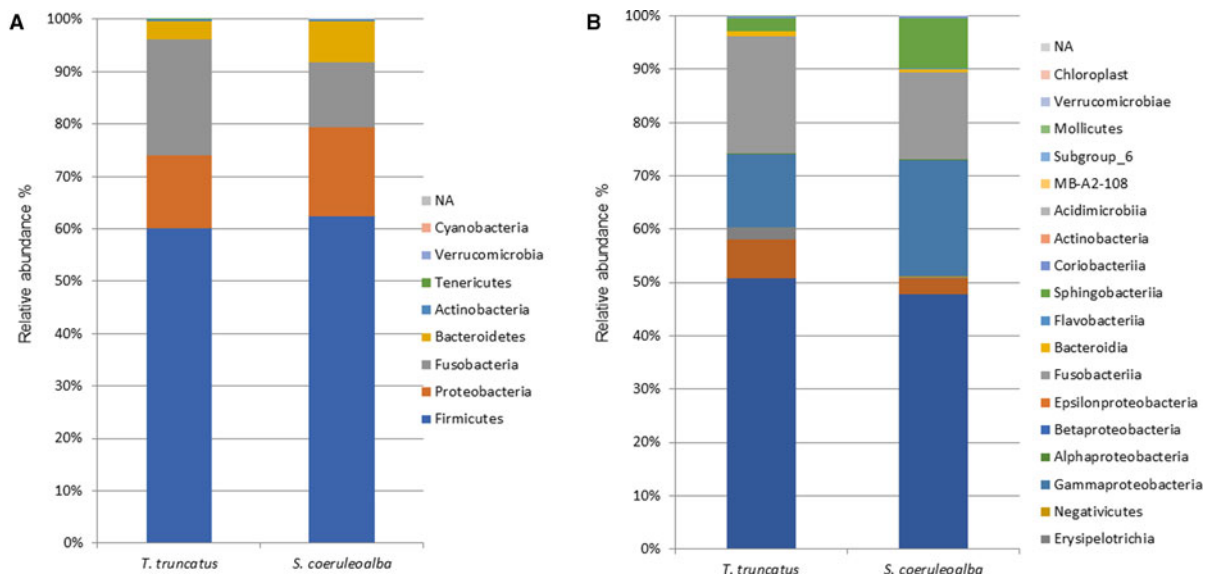 A
100%
90%
80%
70%
60%
50%
40%
30%
20%
10%
0%
Relative abundance %
T. truncatus
S. coeruleoalba
NA
Cyanobacteria
Verrucomicrobia
Tenericutes
Actinobacteria
Bacteroidetes
Fusobacteria
Proteobacteria
Firmicutes
B
100%
90%
80%
70%
60%
50%
40%
30%
20%
10%
0%
Relative abundance %
T. truncatus
S. coeruleoalba
NA
Chloroplast
Verrucomicrobiae
Mollicutes
Subgroup_6
MB-A2-108
Acidimicrobiia
Actinobacteria
Coriobacteriia
Sphingobacteriia
Flavobacteriia
Bacteroidia
Fusobacteriia
Epsilonproteobacteria
Betaproteobacteria
Alphaproteobacteria
Gammaproteobacteria
Negativicutes
Erysipelotrichia